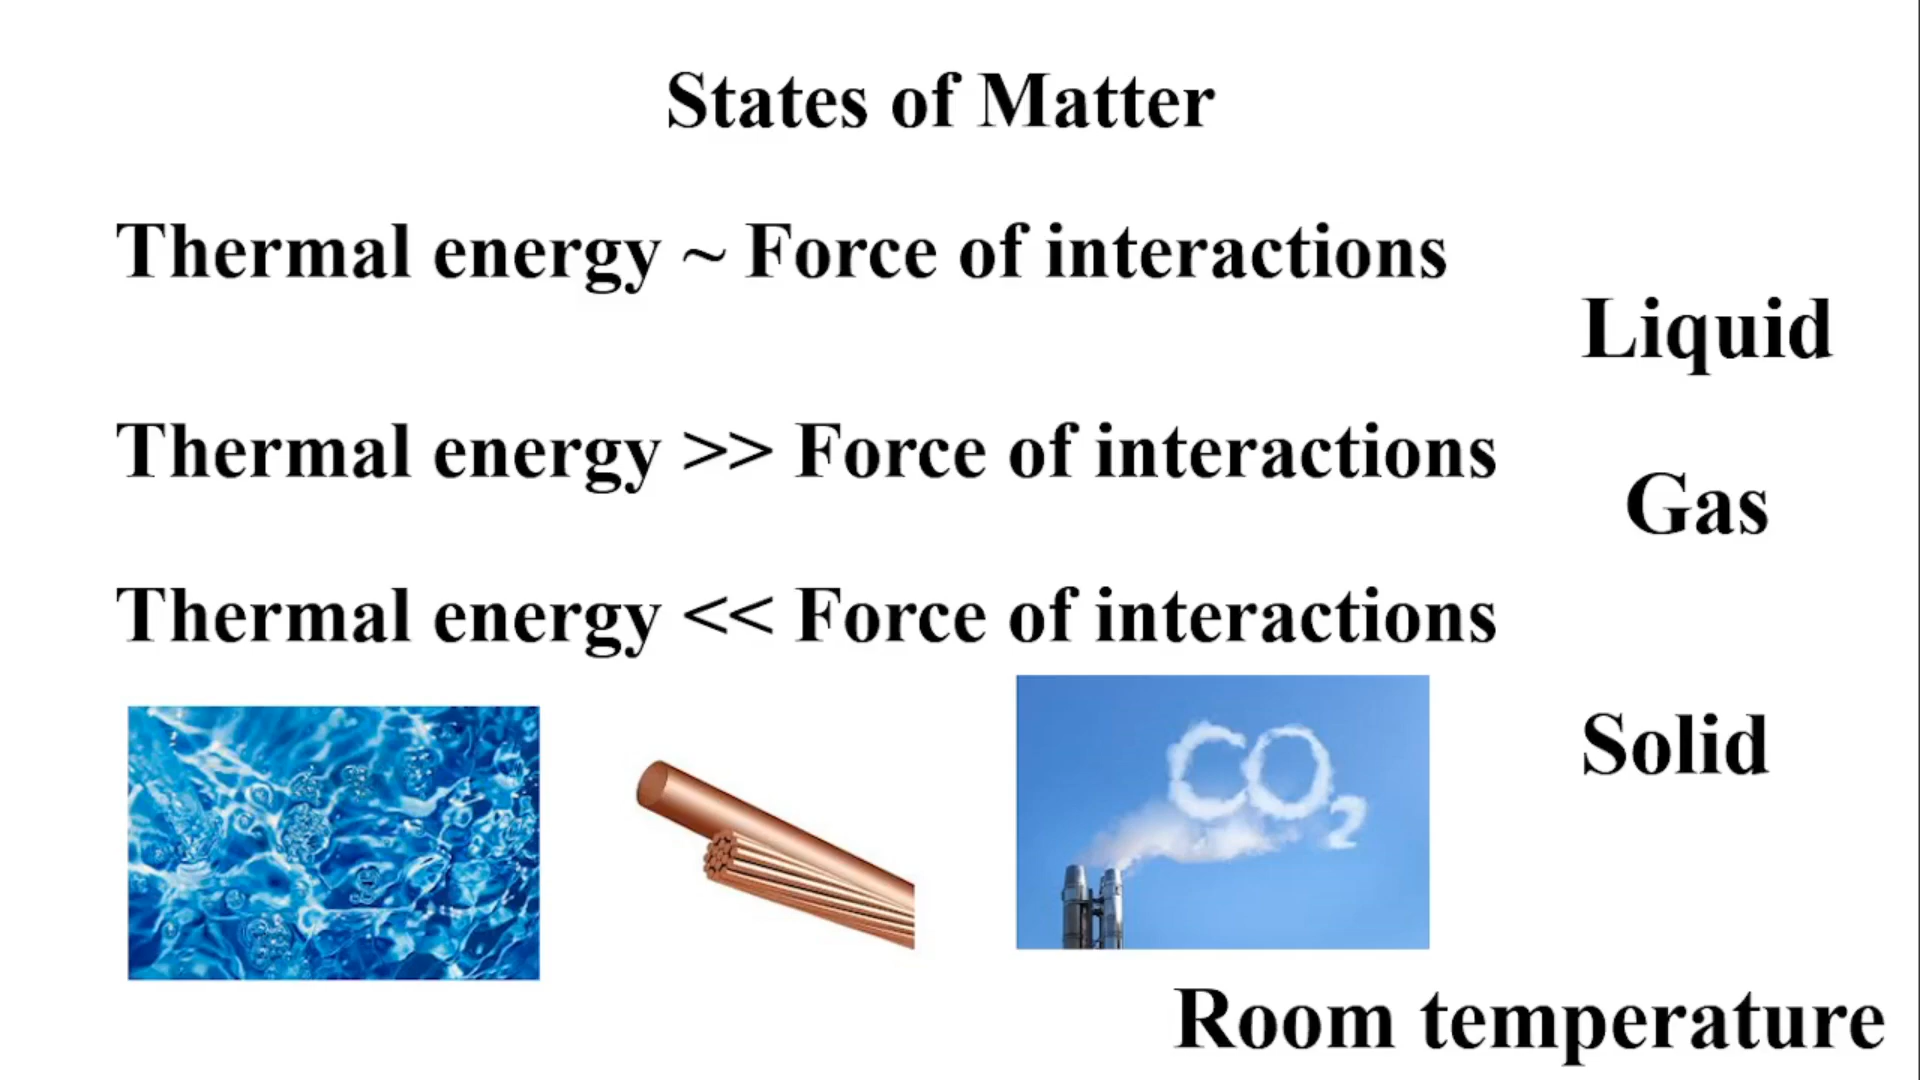 States of Matter
Thermal energy ~ Force of interactions
Liquid
Thermal energy >> Force of interactions
Gas
Thermal energy << Force of interactions
Solid
CO2
Room temperature